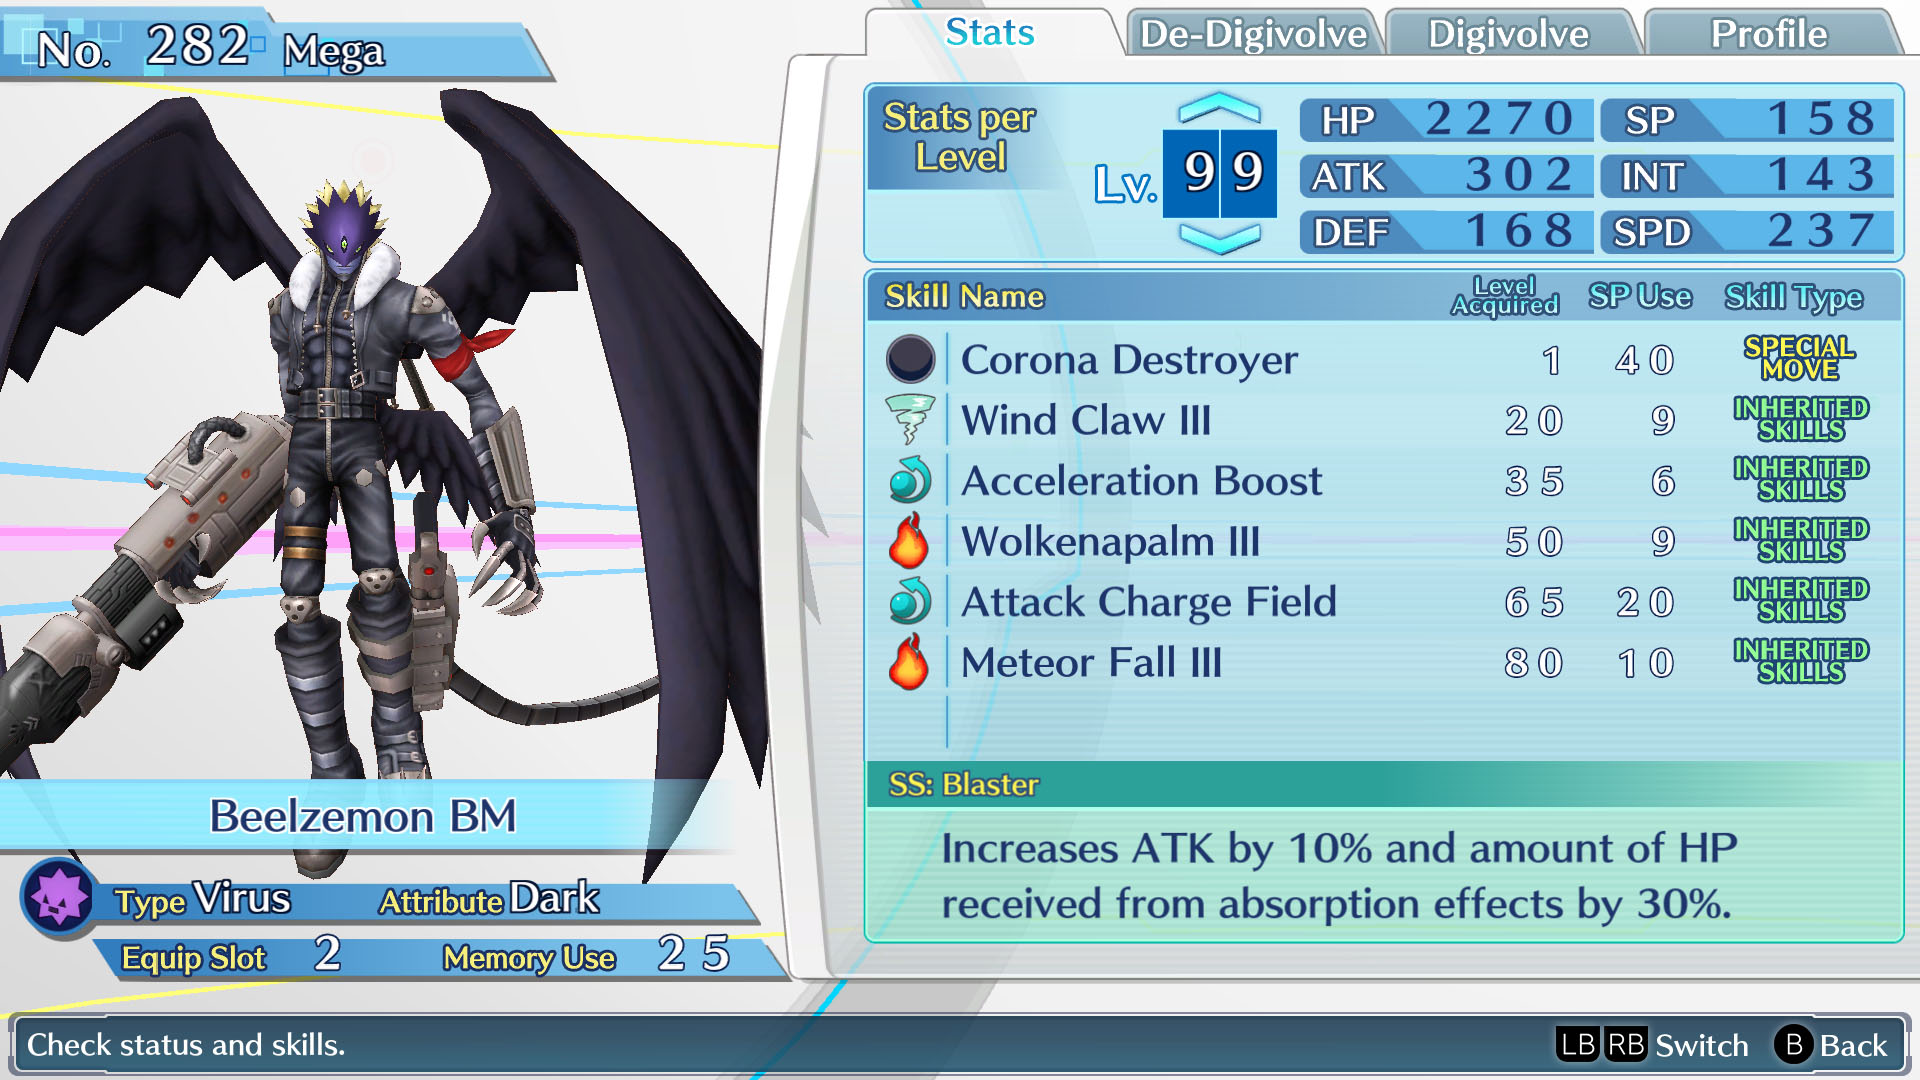 No. 282 Mega
Stats
De-Digivolve
Digivolve
Profile
Stats per
Level
Lv. 99
HP 2270
SP 158
ATK 302
INT 143
DEF 168
SPD 237
Skill Name
Level
Acquired
SP Use
Skill Type
Corona Destroyer 1 40 SPECIAL
MOVE
Wind Claw III 20 9 INHERITED
SKILLS
Acceleration Boost 35 6 INHERITED
SKILLS
Wolkenapalm III 50 9 INHERITED
SKILLS
Attack Charge Field 65 20 INHERITED
SKILLS
Meteor Fall III 80 10 INHERITED
SKILLS
SS: Blaster
Increases ATK by 10% and amount of HP
received from absorption effects by 30%.
Beelzemon BM
Type Virus Attribute Dark
Equip Slot 2 Memory Use 25
Check status and skills.
LB RB Switch B Back